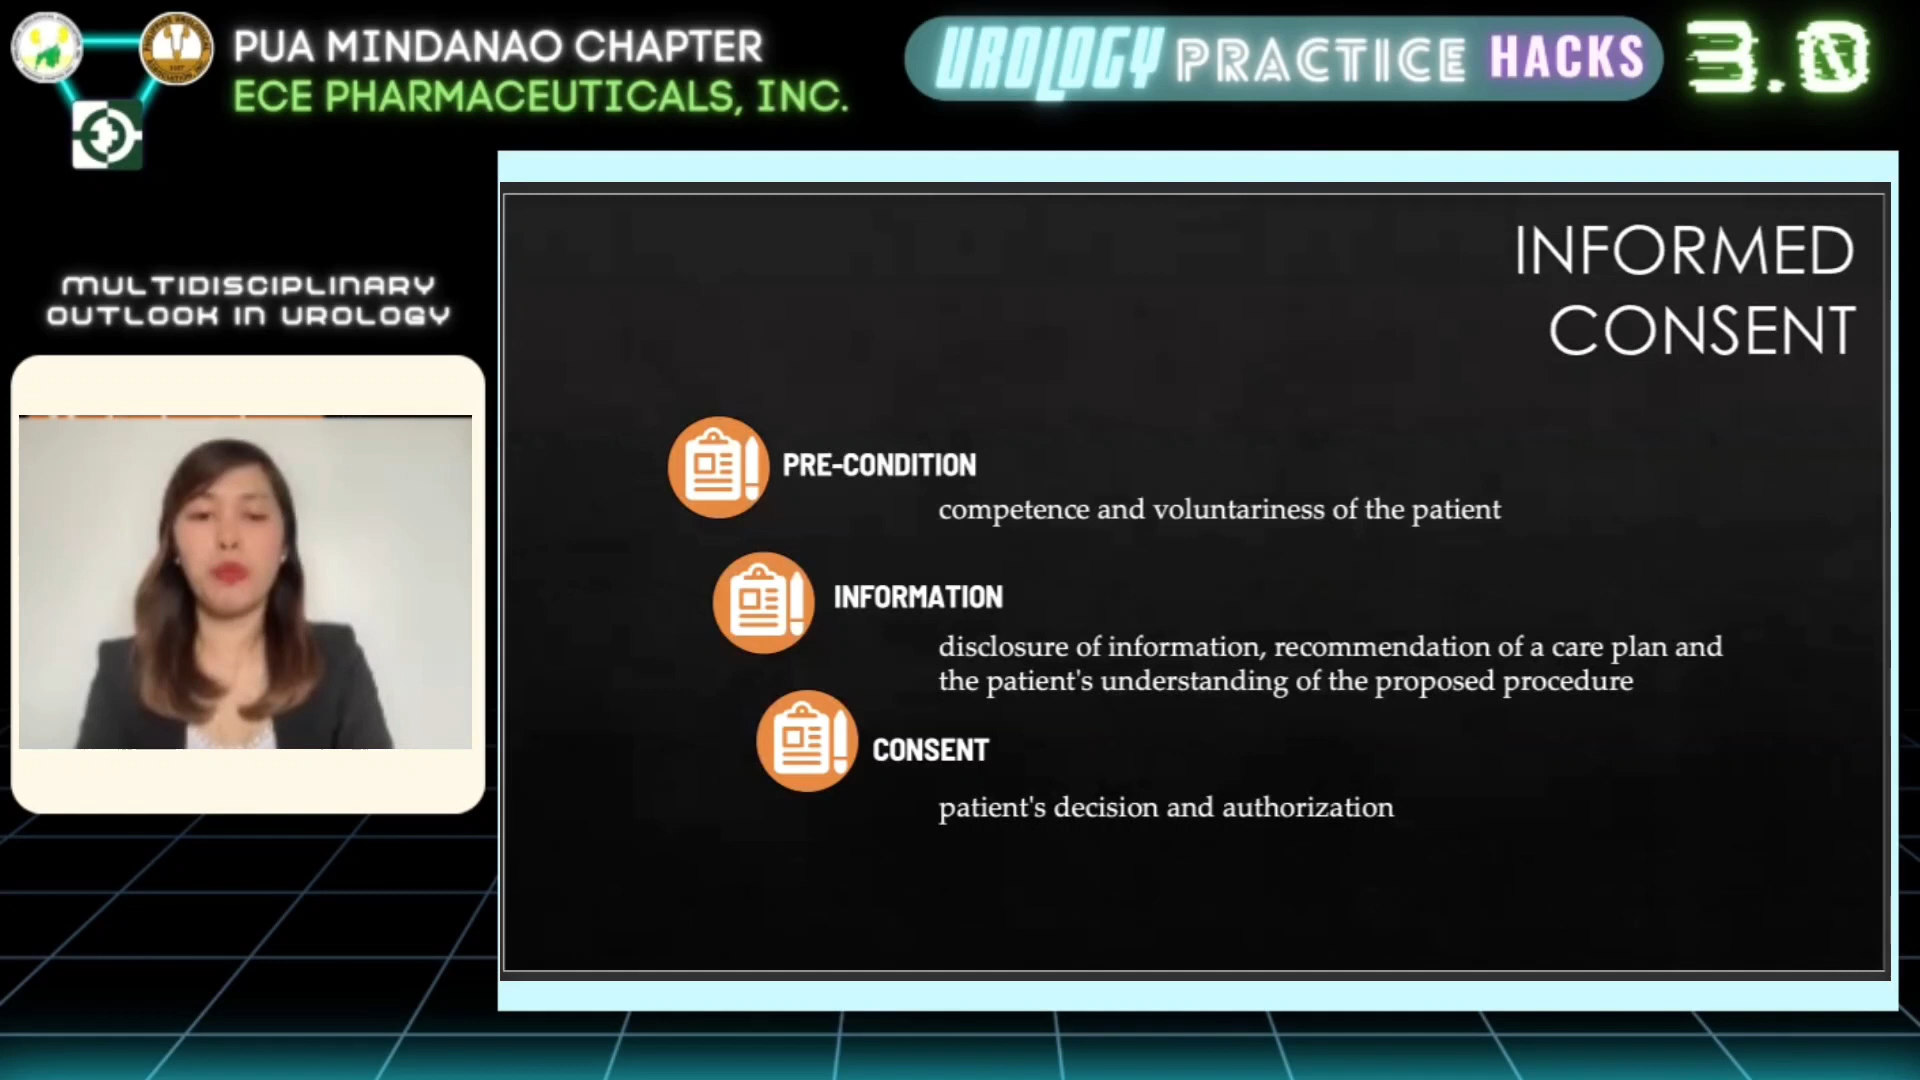 PUA MINDANAO CHAPTER
ECE PHARMACEUTICALS, INC.
UROLOGY PRACTICE HACKS 3.0
MULTIDISCIPLINARY
OUTLOOK IN UROLOGY
INFORMED
CONSENT
PRE-CONDITION
competence and voluntariness of the patient
INFORMATION
disclosure of information, recommendation of a care plan and
the patient's understanding of the proposed procedure
CONSENT
patient's decision and authorization